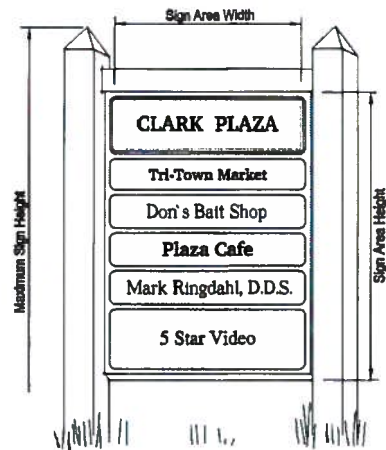 Sign Area Width
CLARK PLAZA
Tri-Town Market
Don's Bait Shop
Plaza Cafe
Mark Ringdahl, D.D.S.
5 Star Video
Maximum Sign Height
Sign Area Height